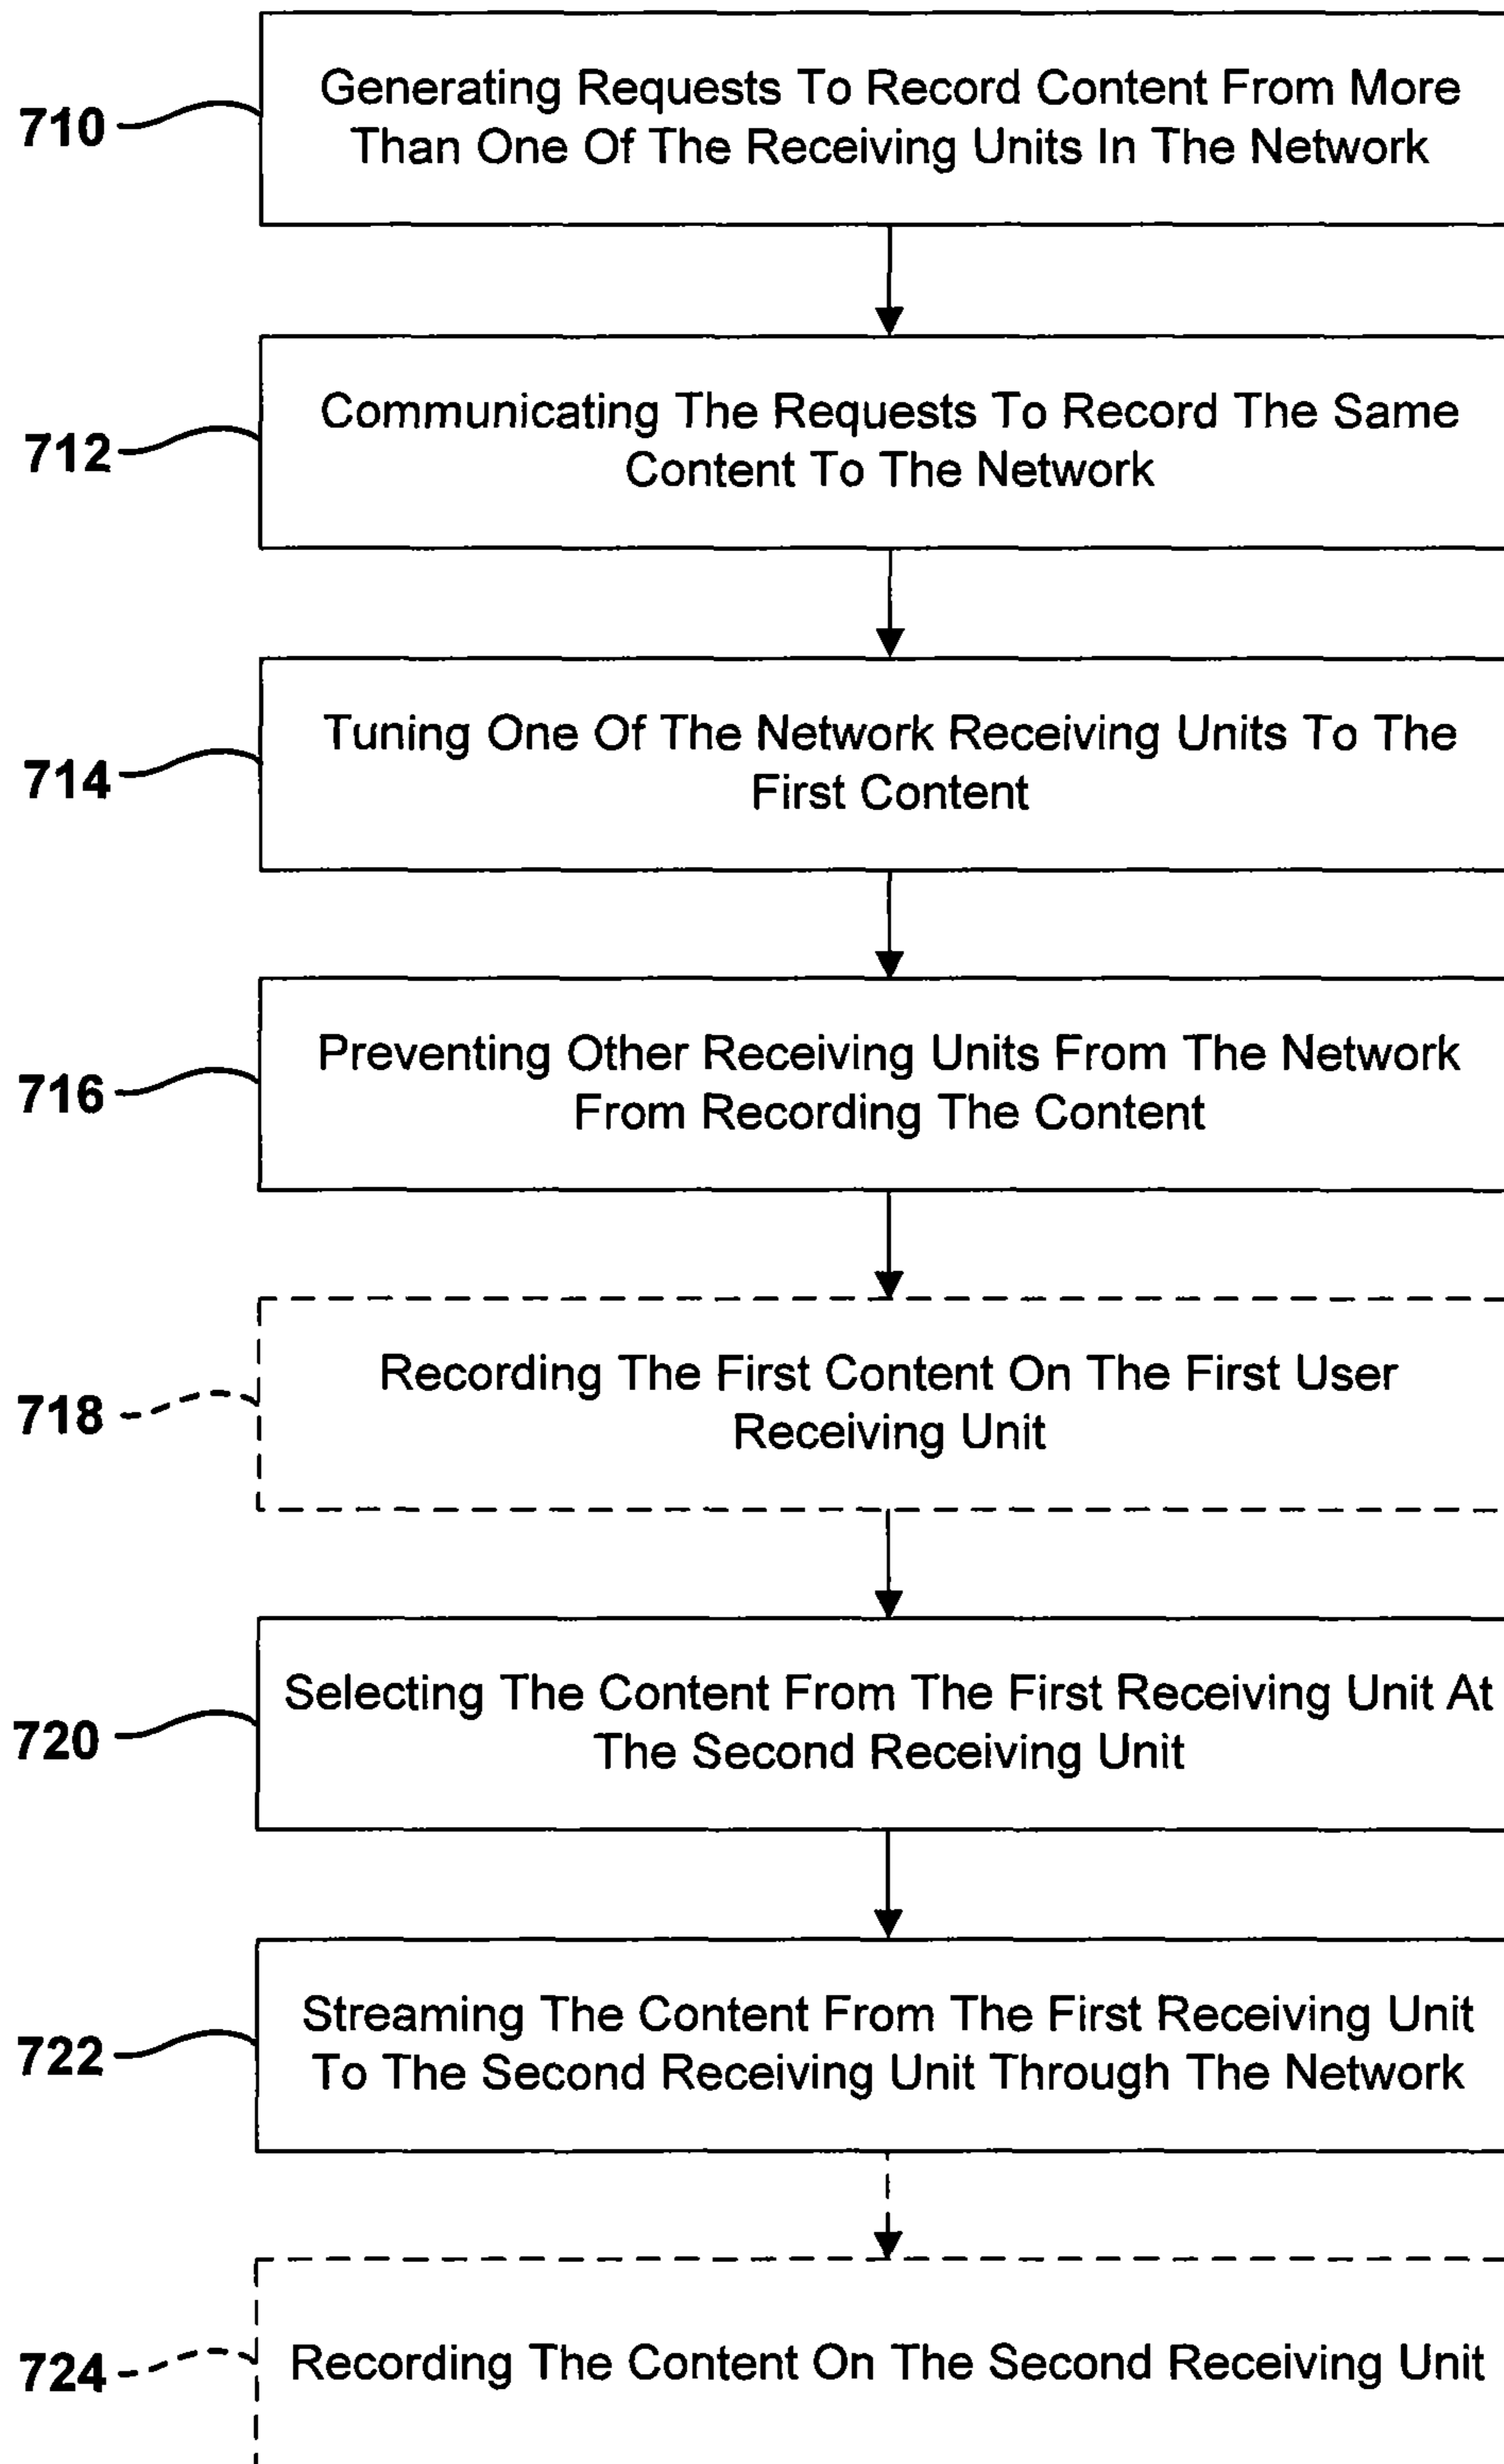 710
Generating Requests To Record Content From More
Than One Of The Receiving Units In The Network
712
Communicating The Requests To Record The Same
Content To The Network
714
Tuning One Of The Network Receiving Units To The
First Content
716
Preventing Other Receiving Units From The Network
From Recording The Content
718
Recording The First Content On The First User
Receiving Unit
720
Selecting The Content From The First Receiving Unit At
The Second Receiving Unit
722
Streaming The Content From The First Receiving Unit
To The Second Receiving Unit Through The Network
724
Recording The Content On The Second Receiving Unit